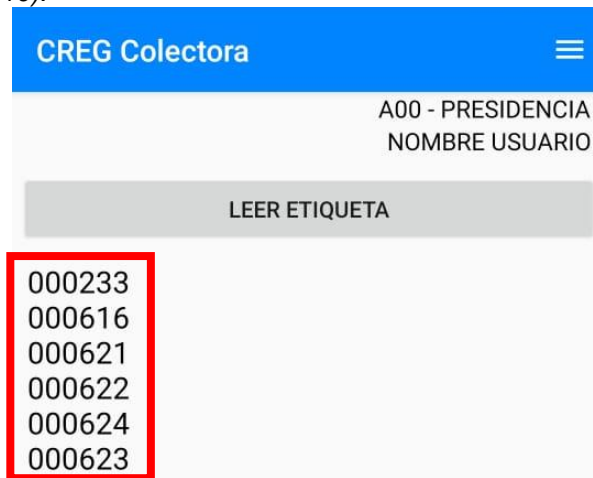 CREG Colectora
A00 - PRESIDENCIA
NOMBRE USUARIO
LEER ETIQUETA
000233
000616
000621
000622
000624
000623